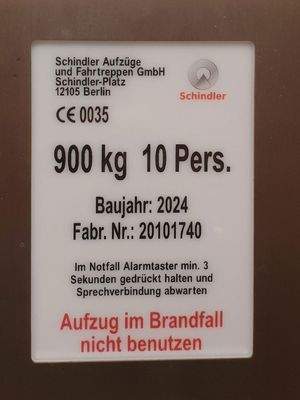 Schindler Aufzüge
und Fahrtreppen GmbH
Schindler-Platz
12105 Berlin
Schindler
CE 0035
900 kg 10 Pers.
Baujahr: 2024
Fabr. Nr.: 20101740
Im Notfall Alarmtaster min. 3
Sekunden gedrückt halten und
Sprechverbindung abwarten
Aufzug im Brandfall
nicht benutzen